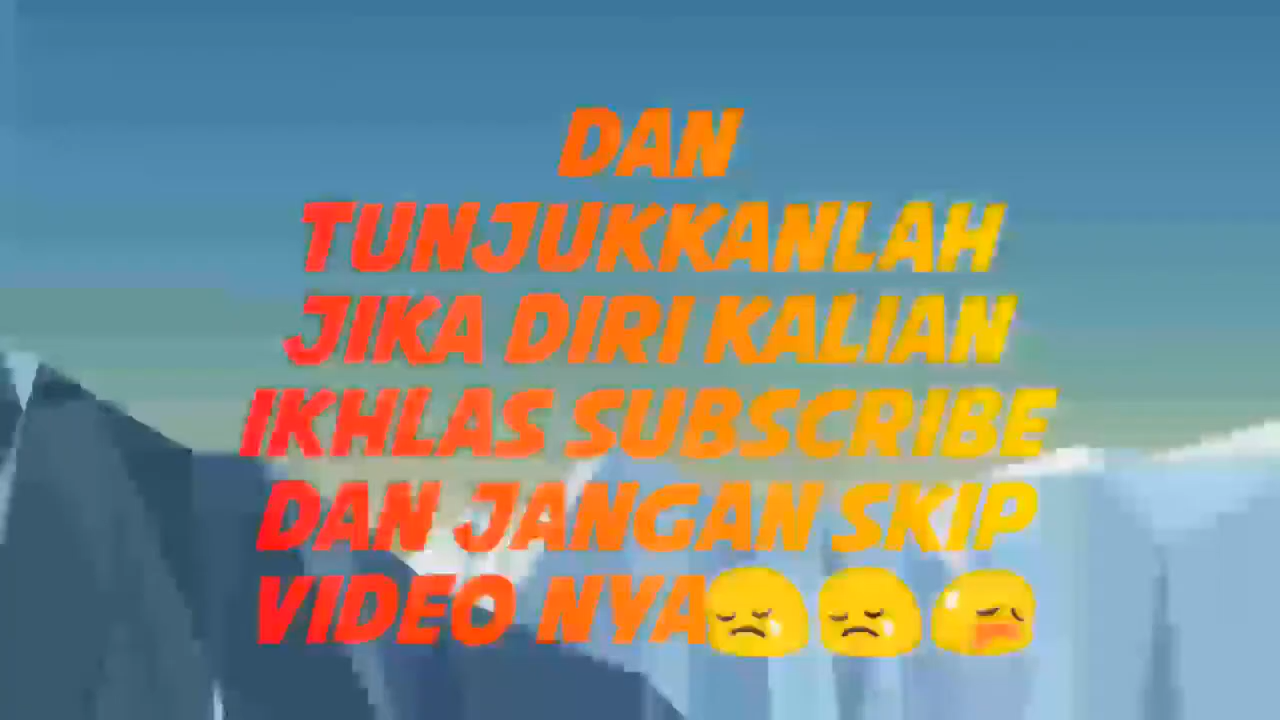 DAN
TUNJUKKANLAH
JIKA DIRI KALIAN
IKHLAS SUBSCRIBE
DAN JANGAN SKIP
VIDEO NYA😔😔😩